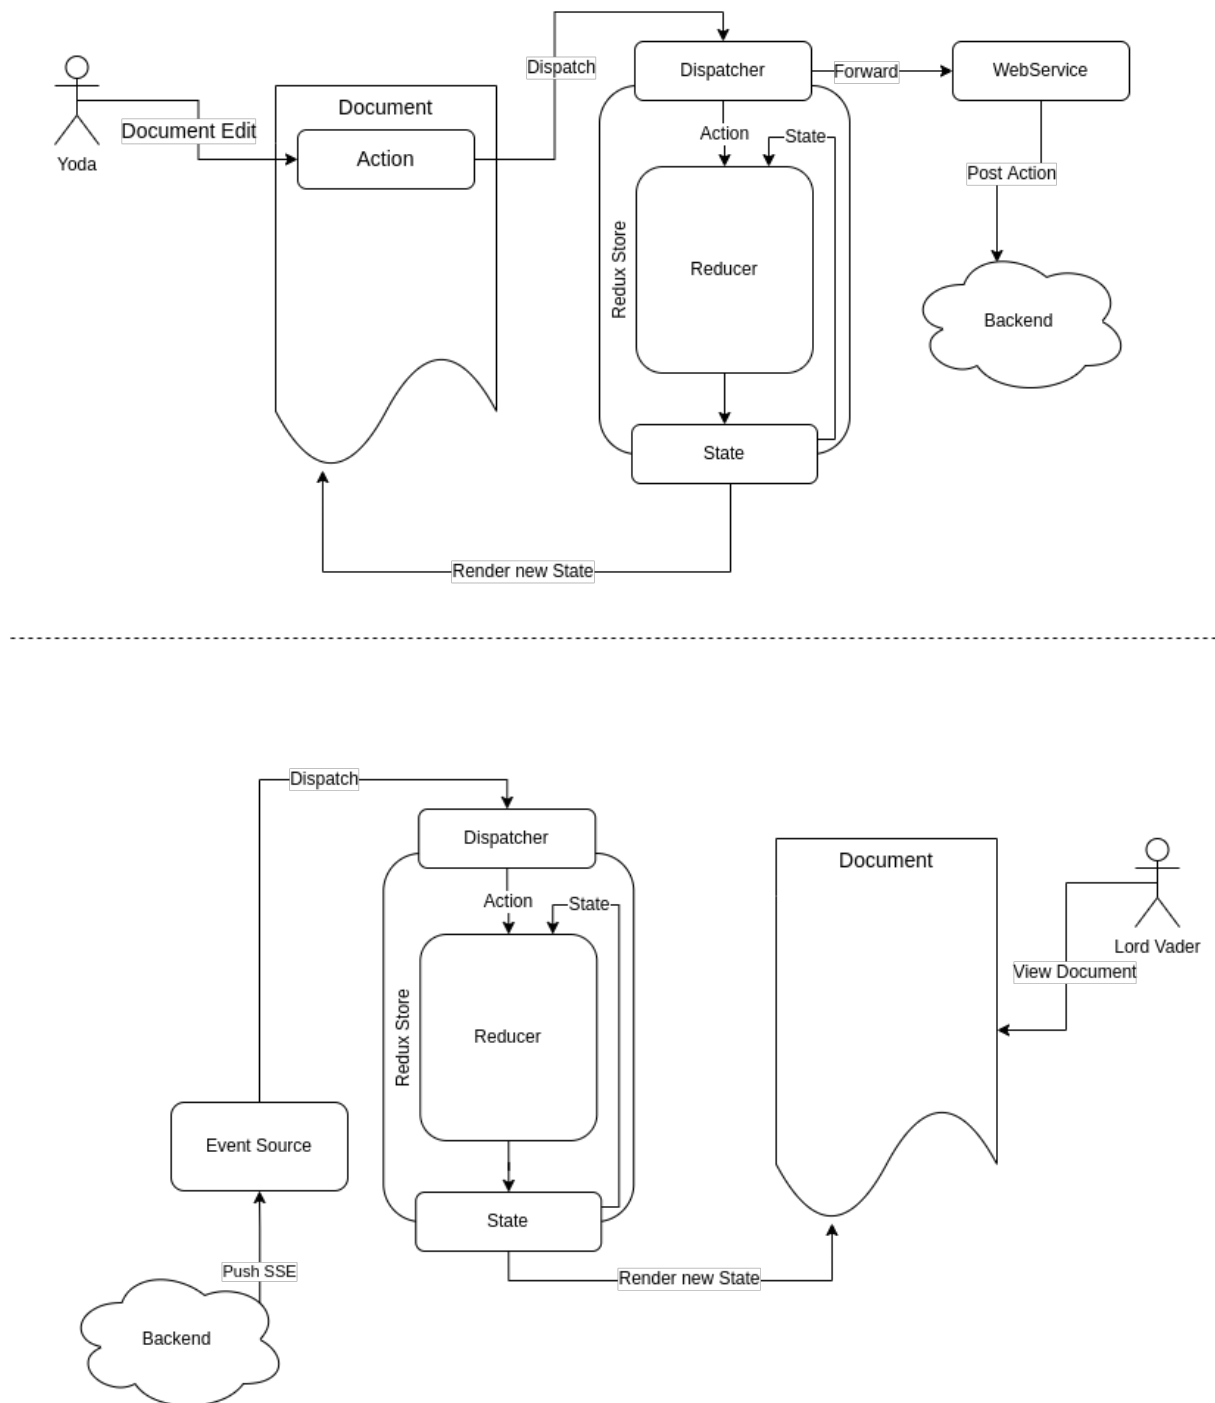 Dispatch
Dispatcher
Forward
WebService
Document
Document Edit
Action
Yoda
Action
State
Post Action
Redux Store
Reducer
Backend
State
Render new State
Dispatch
Dispatcher
Document
Action
State
Lord Vader
View Document
Redux Store
Reducer
Event Source
State
Push SSE
Render new State
Backend